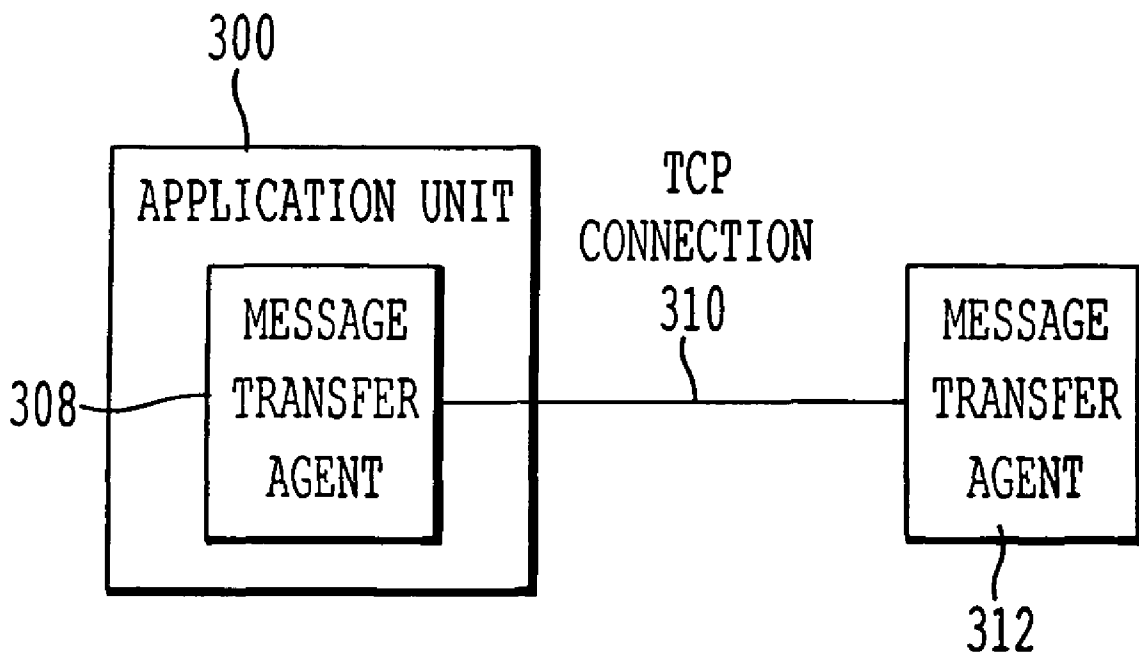 300
APPLICATION UNIT
MESSAGE
TRANSFER
AGENT
308
TCP
CONNECTION
310
MESSAGE
TRANSFER
AGENT
312